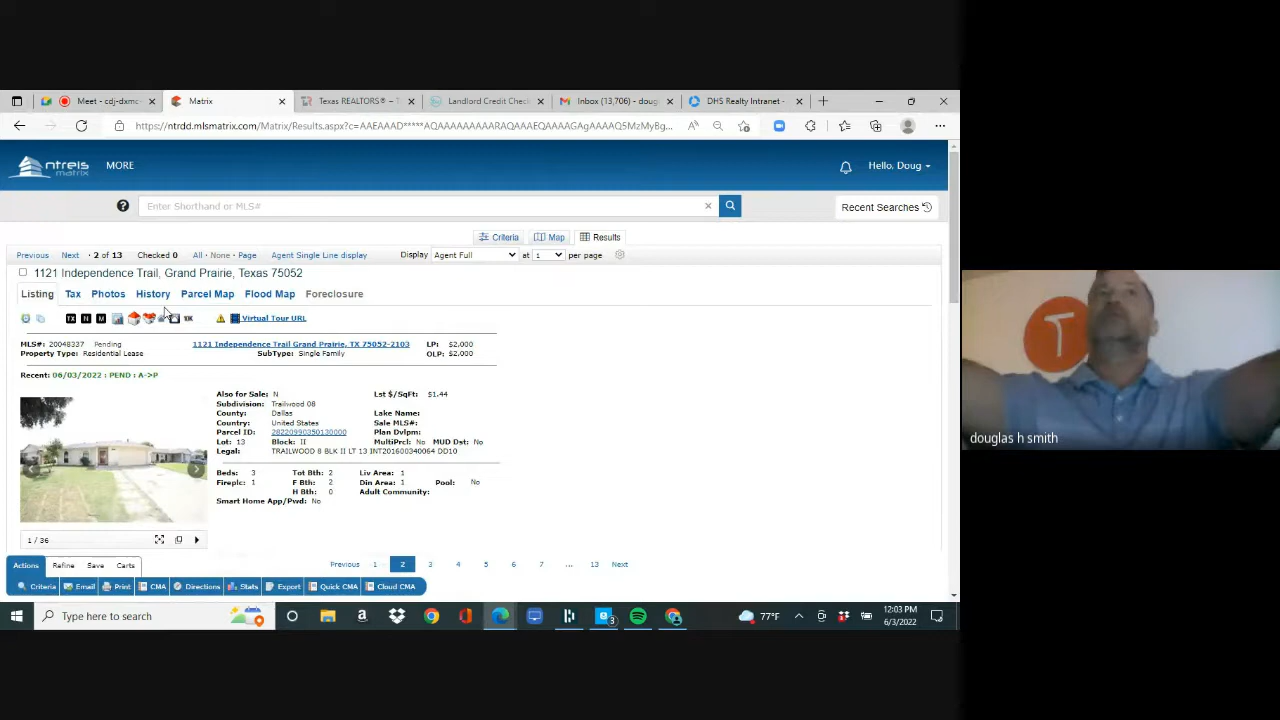 Meet - cdj-dxmc
Matrix
Texas REALTORS® – T
Landlord Credit Chec
Inbox (13,706) - doug
DHS Realty Intranet -
https://ntrdd.mlsmatrix.com/Matrix/Results.aspx?c=AAEAAAD*****AQAAAAAAAAARAQAAAEQAAAAGAgAAAAQ5MzMyBg...
ntreis matrix
MORE
Hello, Doug
Enter Shorthand or MLS#
Recent Searches
Criteria
Map
Results
Previous Next · 2 of 13 Checked 0 All · None · Page Agent Single Line display Display Agent Full at 1 per page
1121 Independence Trail, Grand Prairie, Texas 75052
Listing Tax Photos History Parcel Map Flood Map Foreclosure
TX N M 1K Virtual Tour URL
MLS#: 20048337 Pending 1121 Independence Trail Grand Prairie, TX 75052-2103 LP: $2,000
Property Type: Residential Lease SubType: Single Family OLP: $2,000
Recent: 06/03/2022 : PEND : A->P
Also for Sale: N Lst $/SqFt: $1.44
Subdivision: Trailwood 08
County: Dallas Lake Name:
Country: United States Sale MLS#:
Parcel ID: 28220990350130000 Plan Dvlpm:
Lot: 13 Block: II MultiPrcl: No MUD Dst: No
Legal: TRAILWOOD 8 BLK II LT 13 INT201600340064 DD10
Beds: 3 Tot Bth: 2 Liv Area: 1
Fireplc: 1 F Bth: 2 Din Area: 1 Pool: No
H Bth: 0 Adult Community:
Smart Home App/Pwd: No
1 / 36
Actions Refine Save Carts
Previous 1 2 3 4 5 6 7 ... 13 Next
Criteria Email Print CMA Directions Stats Export Quick CMA Cloud CMA
Type here to search
3
77°F
12:03 PM
6/3/2022
T
douglas h smith